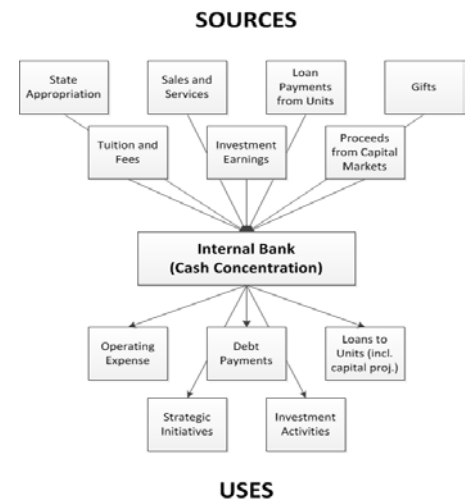 SOURCES
State
Appropriation
Sales and
Services
Loan
Payments
from Units
Gifts
Tuition and
Fees
Investment
Earnings
Proceeds
from Capital
Markets
Internal Bank
(Cash Concentration)
Operating
Expense
Debt
Payments
Loans to
Units (incl.
capital proj.)
Strategic
Initiatives
Investment
Activities
USES